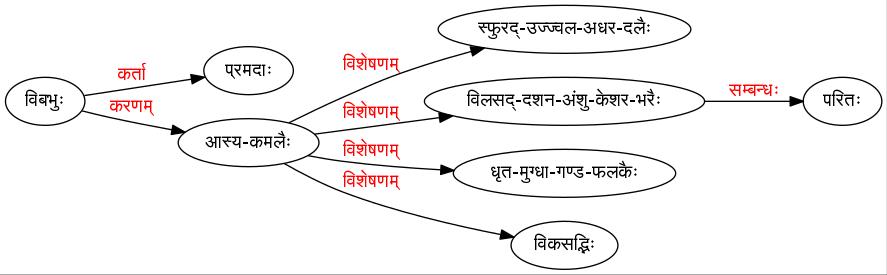 स्फुरद्-उज्ज्वल-अधर-दलैः
विशेषणम्
कर्ता
प्रमदाः
विबभुः
करणम्
विशेषणम्
विलसद्-दशन-अंशु-केशर-भरैः
सम्बन्धः
परितः
आस्य-कमलैः
विशेषणम्
धृत-मुग्धा-गण्ड-फलकैः
विशेषणम्
विकसद्भिः